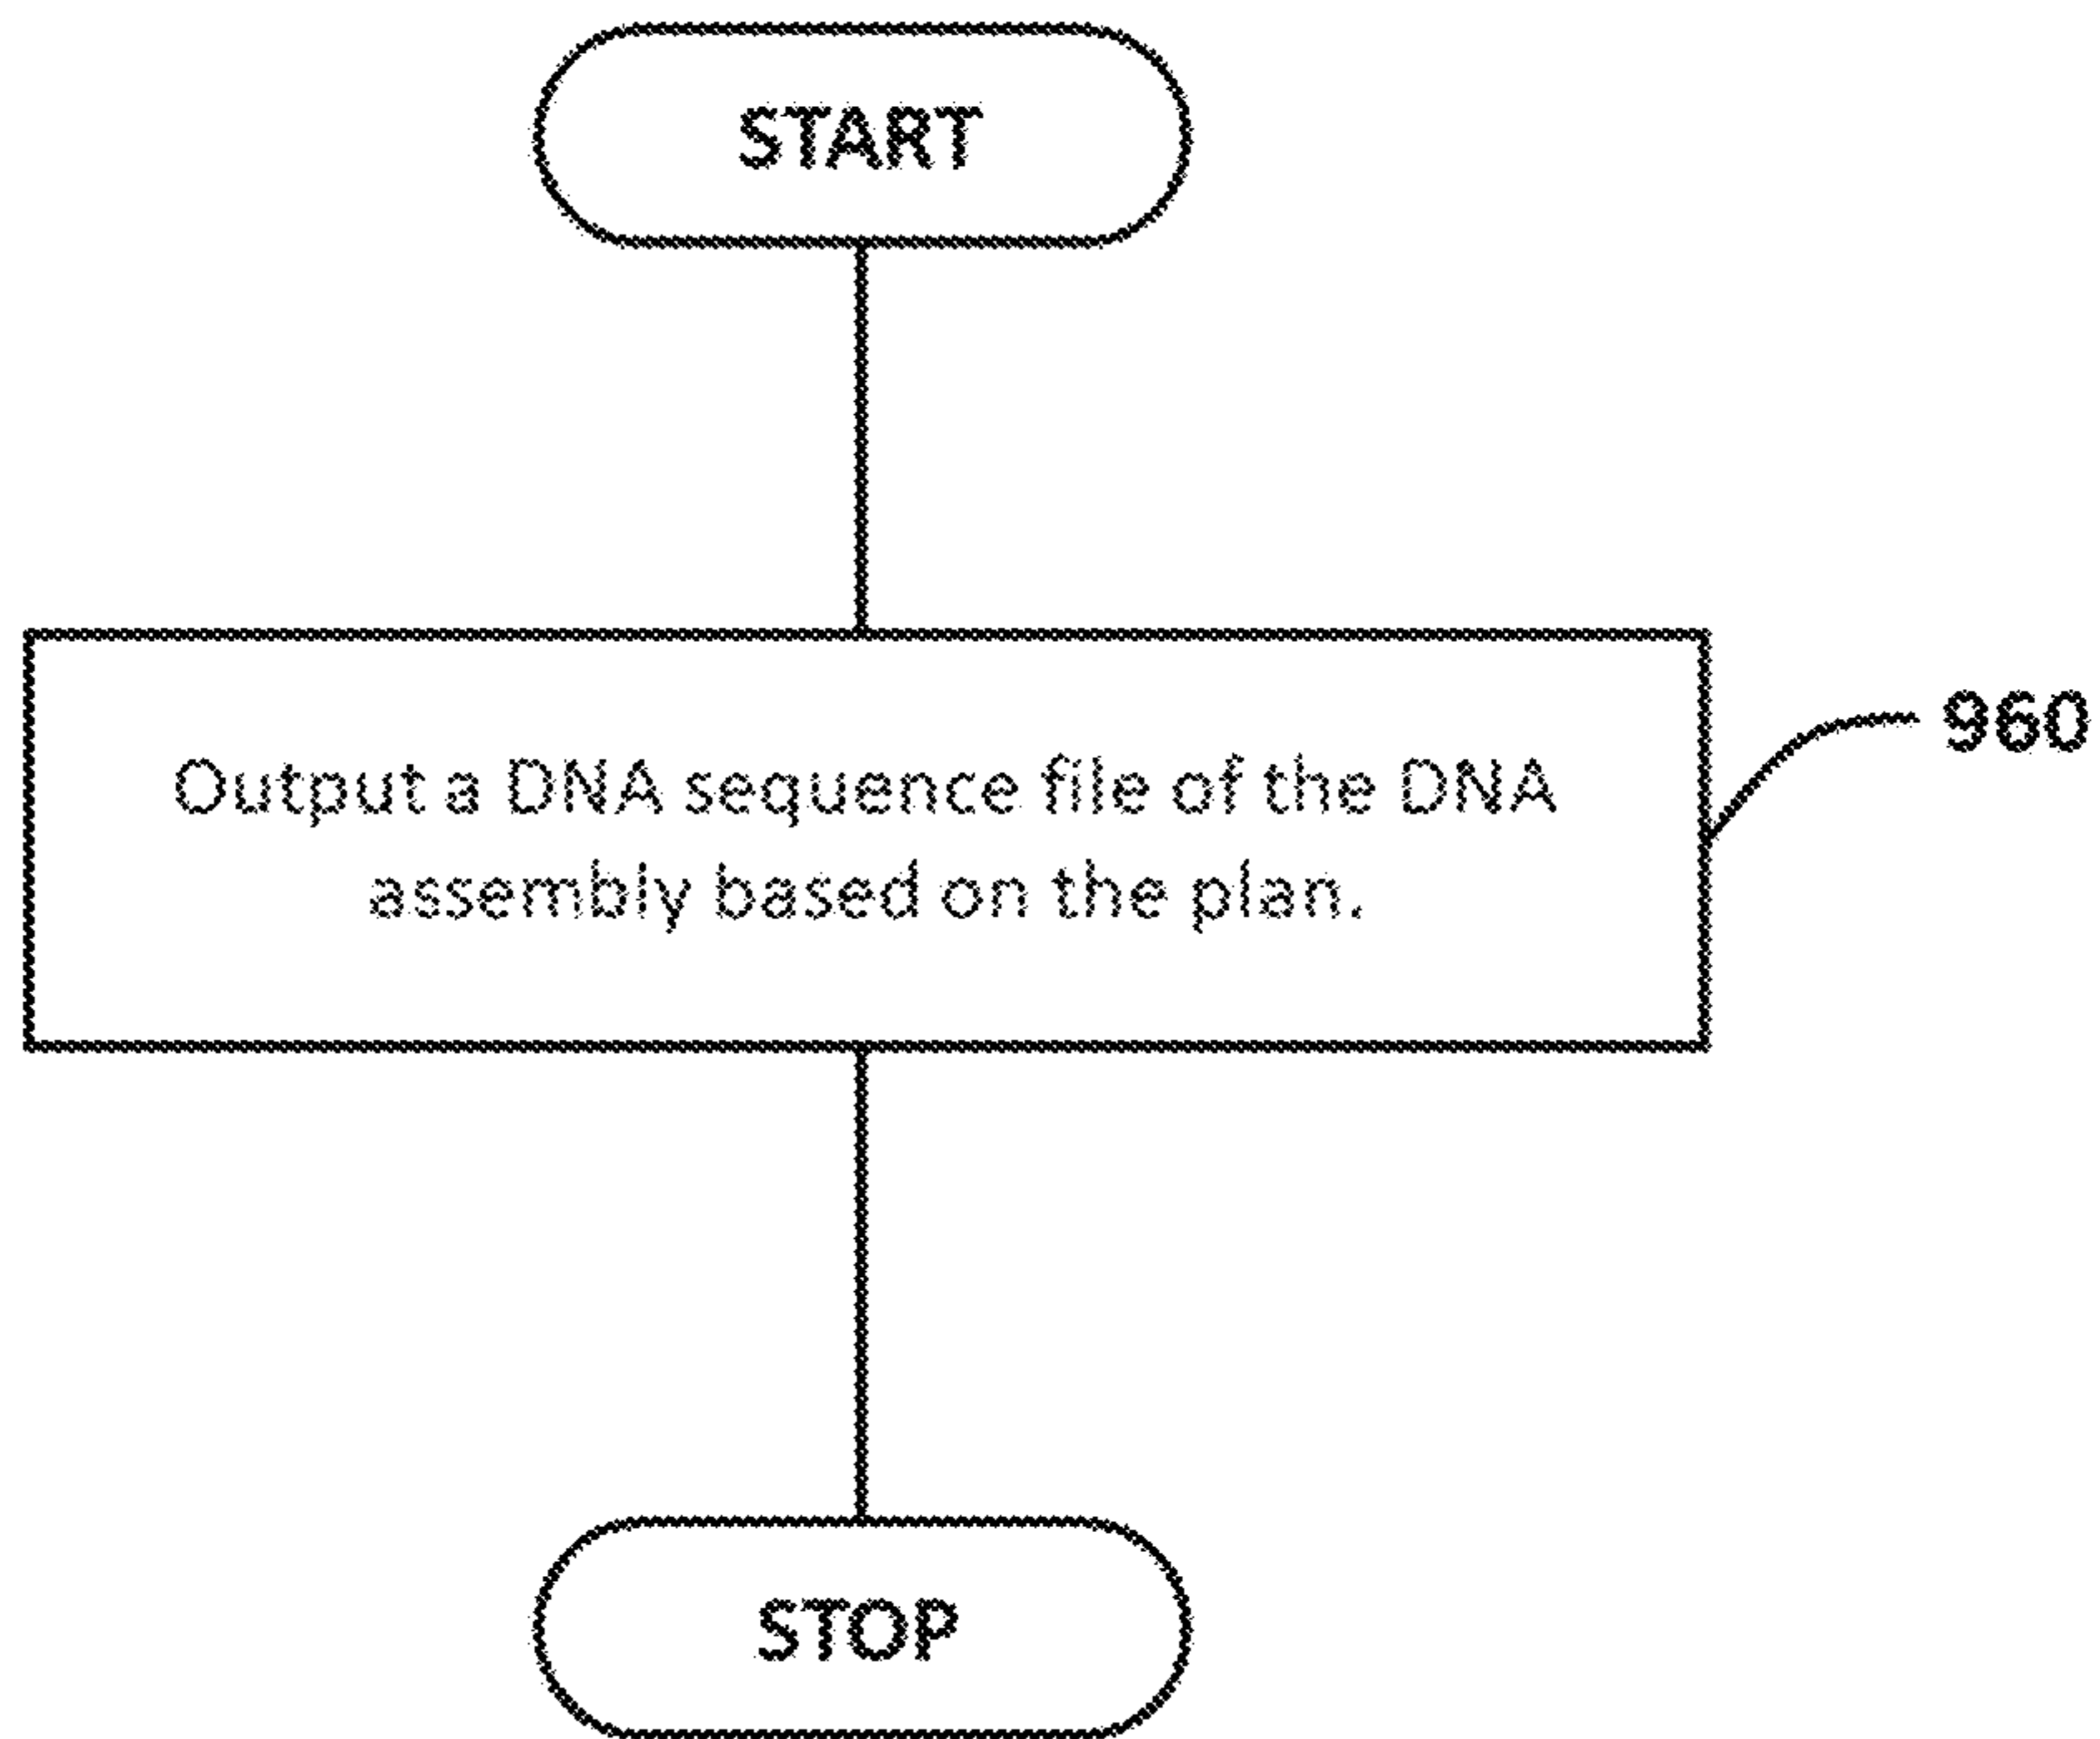 START
960
Output a DNA sequence file of the DNA
assembly based on the plan.
STOP